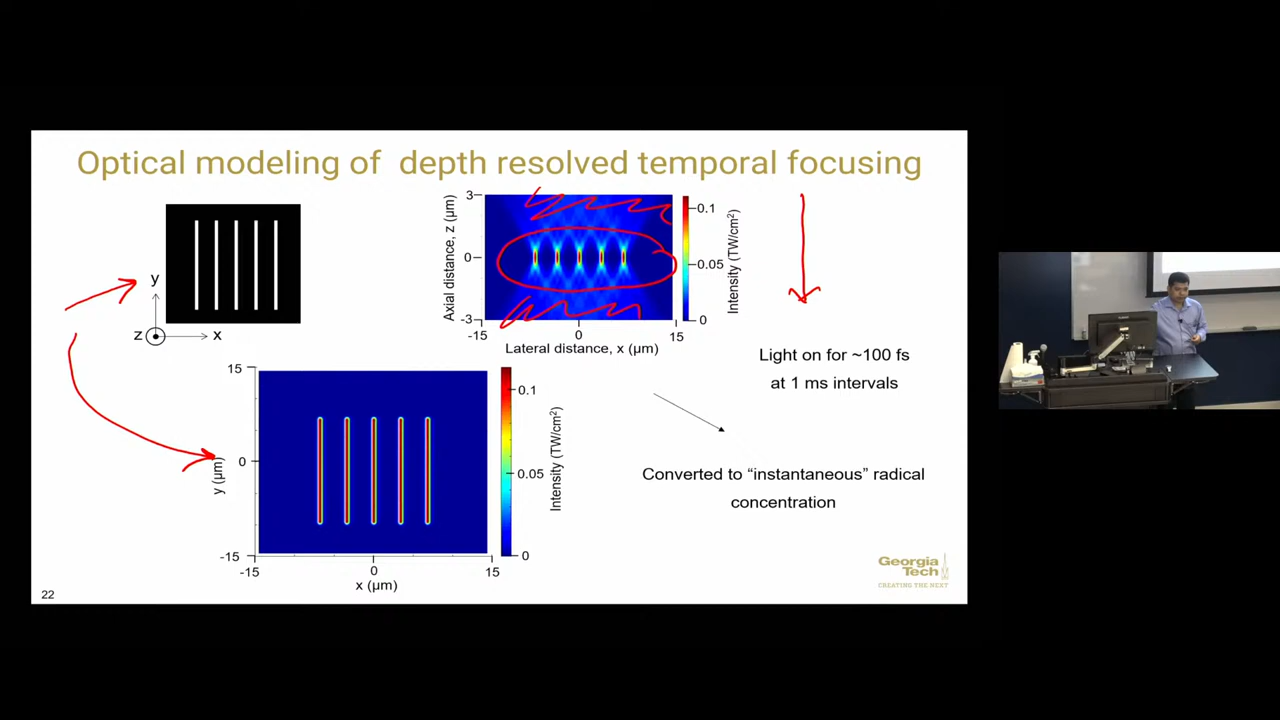 Optical modeling of depth resolved temporal focusing
y
z
x
3
0
-3
-15
0
15
Axial distance, z (µm)
Lateral distance, x (µm)
0.1
0.05
0
Intensity (TW/cm²)
Light on for ~100 fs
at 1 ms intervals
15
0
-15
y (µm)
-15
0
15
x (µm)
0.1
0.05
0
Intensity (TW/cm²)
Converted to “instantaneous” radical
concentration
Georgia
Tech
CREATING THE NEXT
22